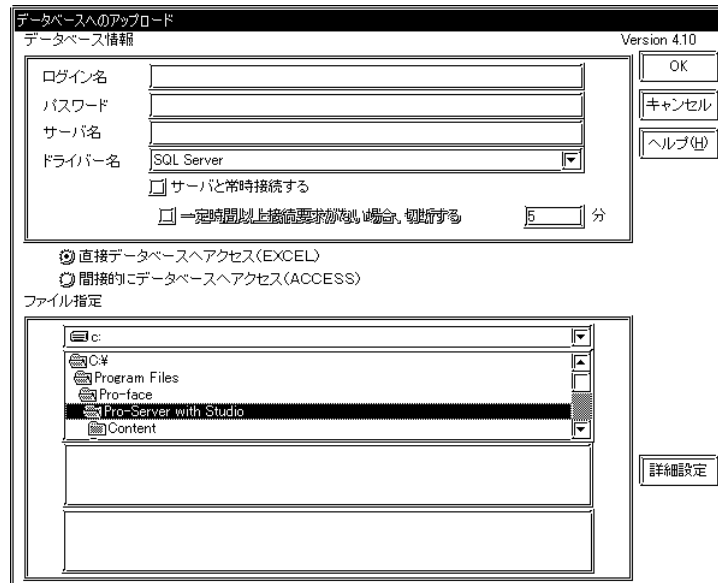 データベースへのアップロード
データベース情報
Version 4.10
ログイン名
パスワード
サーバ名
ドライバー名
SQL Server
サーバと常時接続する
一定時間以上接続要求がない場合、切断する
5 分
OK
キャンセル
ヘルプ(H)
直接データベースへアクセス(EXCEL)
間接的にデータベースへアクセス(ACCESS)
ファイル指定
c:
C:¥
Program Files
Pro-face
Pro-Server with Studio
Content
詳細設定